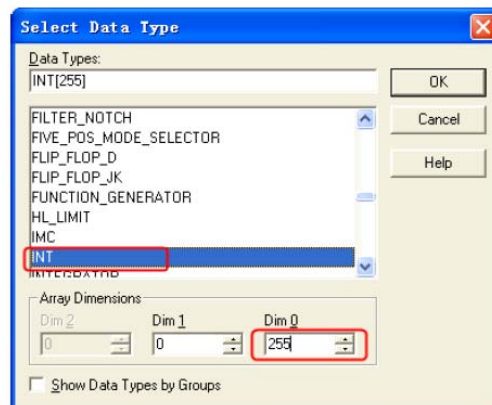 Select Data Type
Data Types:
INT[255]
OK
FILTER_NOTCH
FIVE_POS_MODE_SELECTOR
Cancel
FLIP_FLOP_D
FLIP_FLOP_JK
Help
FUNCTION_GENERATOR
HL_LIMIT
IMC
INT
INTEGRATOR
Array Dimensions
Dim 2 Dim 1 Dim 0
0 0 255
Show Data Types by Groups